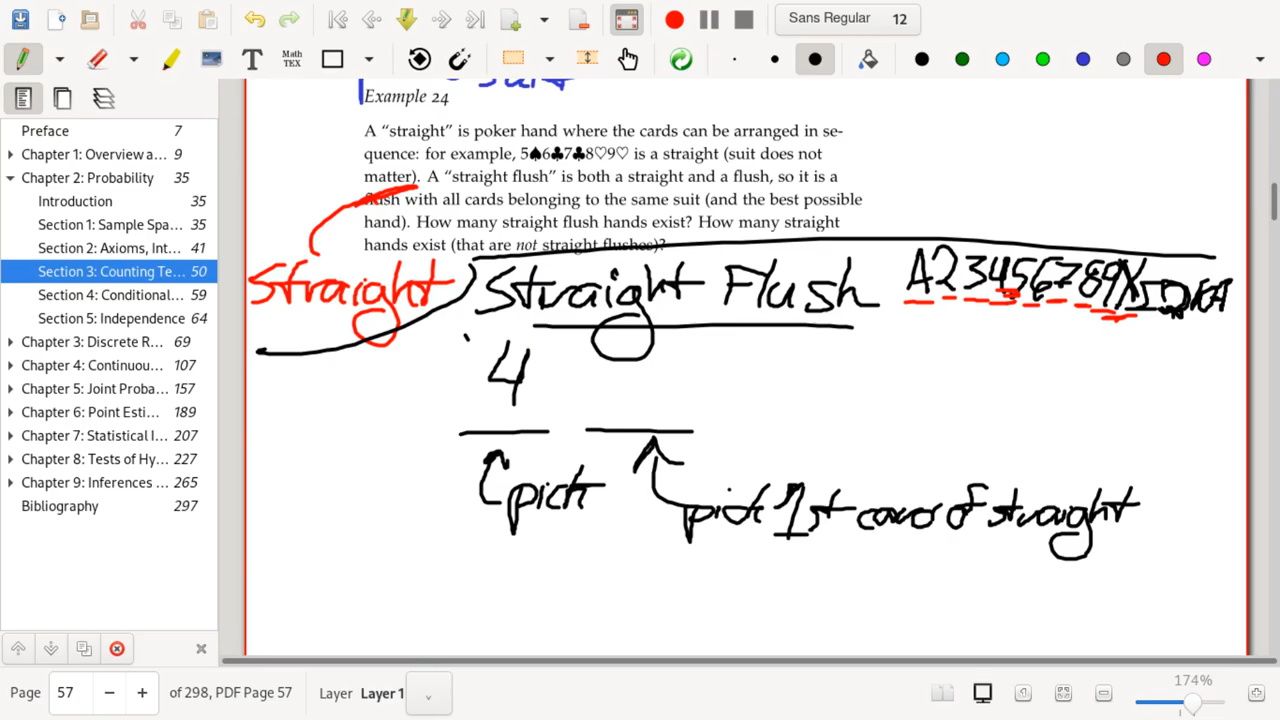 Sans Regular 12
T Math TEX
Preface 7
Chapter 1: Overview a... 9
Chapter 2: Probability 35
Introduction 35
Section 1: Sample Spa... 35
Section 2: Axioms, Int... 41
Section 3: Counting Te... 50
Section 4: Conditional... 59
Section 5: Independence 64
Chapter 3: Discrete R... 69
Chapter 4: Continuou... 107
Chapter 5: Joint Proba... 157
Chapter 6: Point Esti... 189
Chapter 7: Statistical I... 207
Chapter 8: Tests of Hy... 227
Chapter 9: Inferences ... 265
Bibliography 297
Example 24
A “straight” is poker hand where the cards can be arranged in se-
quence: for example, 5♠6♣7♣8♡9♡ is a straight (suit does not
matter). A “straight flush” is both a straight and a flush, so it is a
flush with all cards belonging to the same suit (and the best possible
hand). How many straight flush hands exist? How many straight
hands exist (that are not straight flushes)?
Straight
Straight Flush
A23456789XJQKA
4
pick
pick 1st card of straight
Page 57 of 298, PDF Page 57
Layer Layer 1
174%